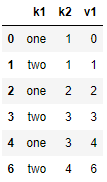 k1 k2 v1
0 one 1 0
1 two 1 1
2 one 2 2
3 two 3 3
4 one 3 4
6 two 4 6